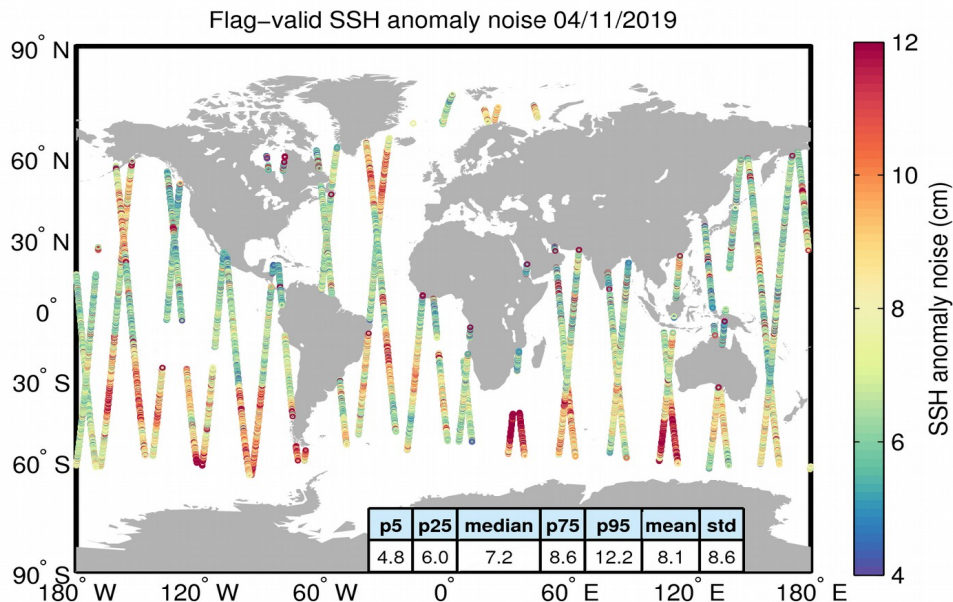 Flag−valid SSH anomaly noise 04/11/2019
90° N
60° N
30° N
0°
30° S
60° S
90° S
180° W
120° W
60° W
0°
60° E
120° E
180° E
p5 p25 median p75 p95 mean std
4.8 6.0 7.2 8.6 12.2 8.1 8.6
12
10
8
6
4
SSH anomaly noise (cm)